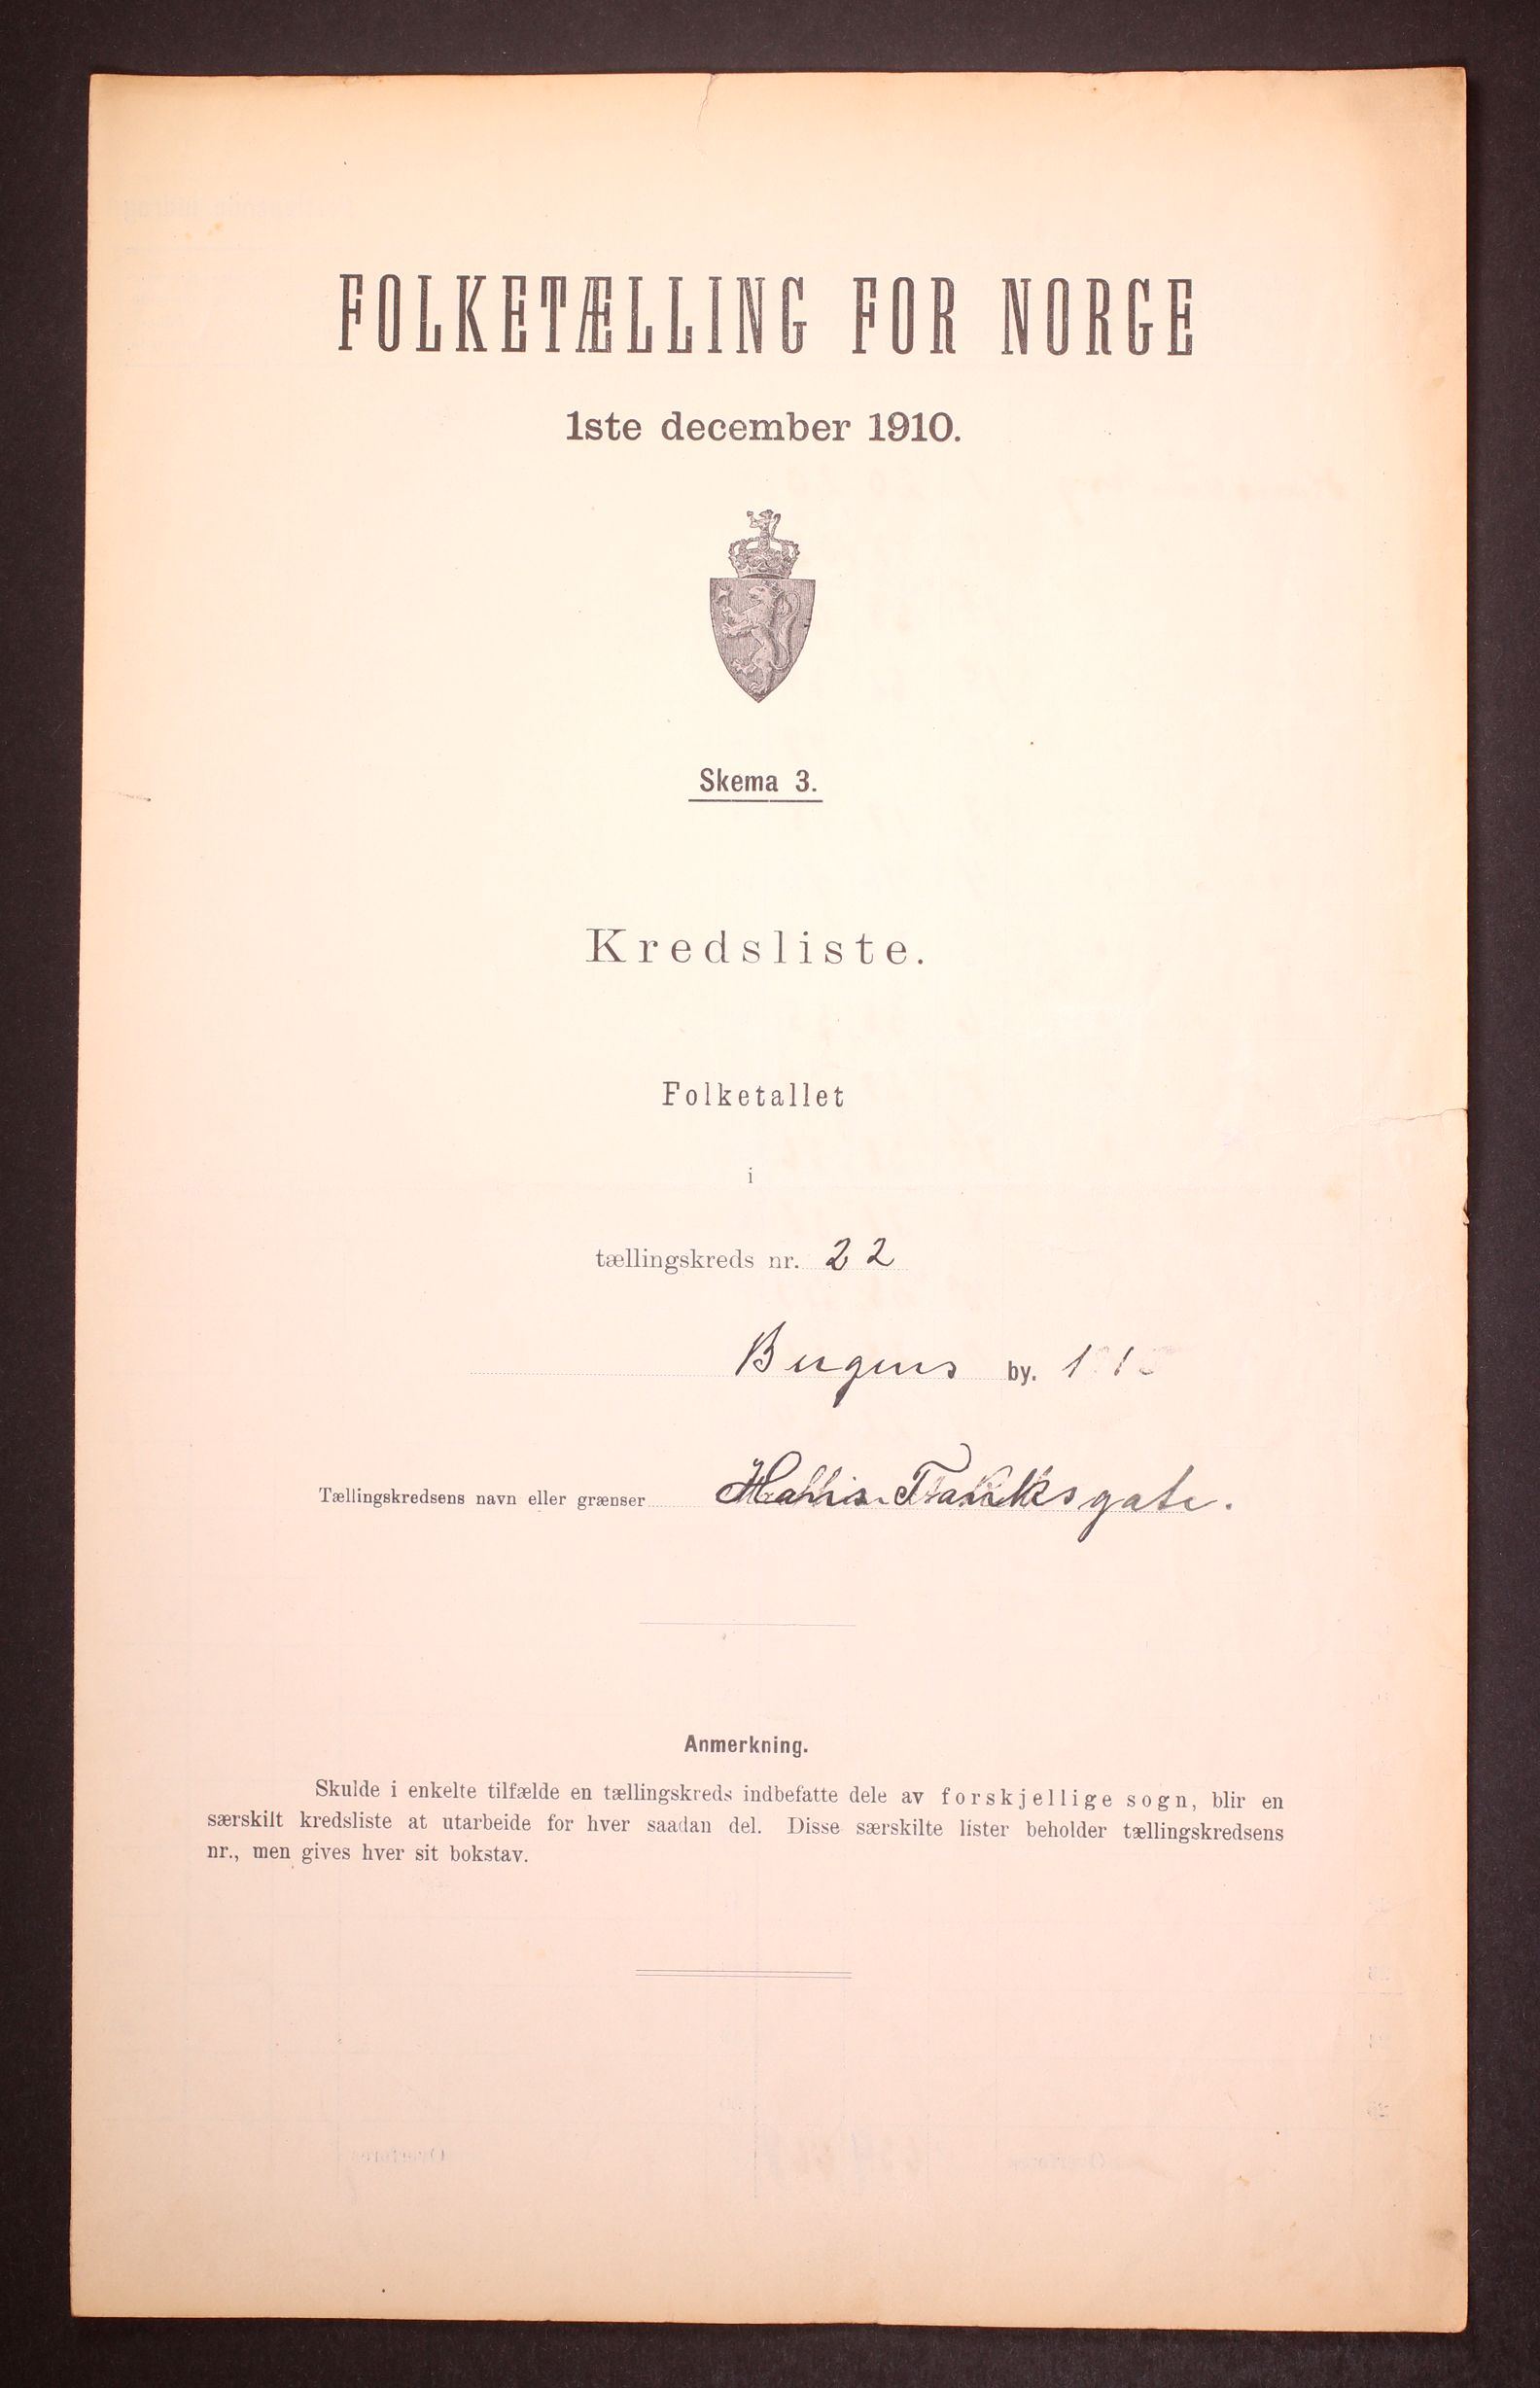 FOLKETÆLLING FOR NORGE
1ste december 1910.
Skema 3.
Kredsliste.
Folketallet
i
tællingskreds nr. 22
Bergens by.
Tællingskredsens navn eller grænser gate.
Anmerkning.
Skulde i enkelte tilfælde en tællingskreds indbefatte dele av forskjellige sogn, blir en
særskilt kredsliste at utarbeide for hver saadan del. Disse særskilte lister beholder tællingskredsens
nr., men gives hver sit bokstav.